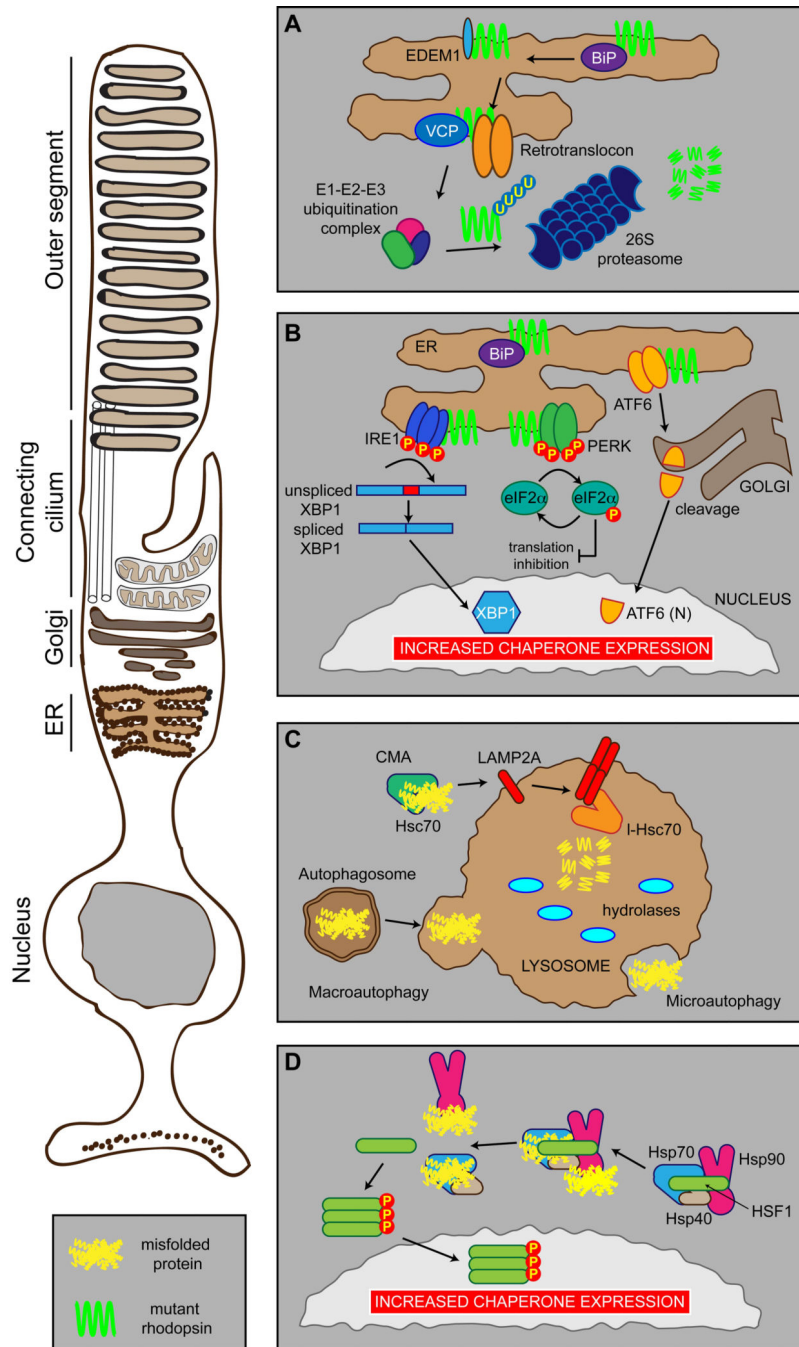 Outer segment
Connecting
cilium
Golgi
ER
Nucleus
misfolded
protein
mutant
rhodopsin
A
EDEM1
BiP
VCP
Retrotranslocon
E1-E2-E3
ubiquitination
complex
U U U U
26S
proteasome
B
ER
BiP
ATF6
IRE1
P P P
P P P P
PERK
GOLGI
unspliced
XBP1
eIF2α
eIF2α
P
cleavage
spliced
XBP1
translation
inhibition
NUCLEUS
XBP1
ATF6 (N)
INCREASED CHAPERONE EXPRESSION
C
CMA
LAMP2A
Hsc70
l-Hsc70
Autophagosome
hydrolases
LYSOSOME
Macroautophagy
Microautophagy
D
Hsp70
Hsp90
HSF1
Hsp40
P
P
P
P
P
P
INCREASED CHAPERONE EXPRESSION